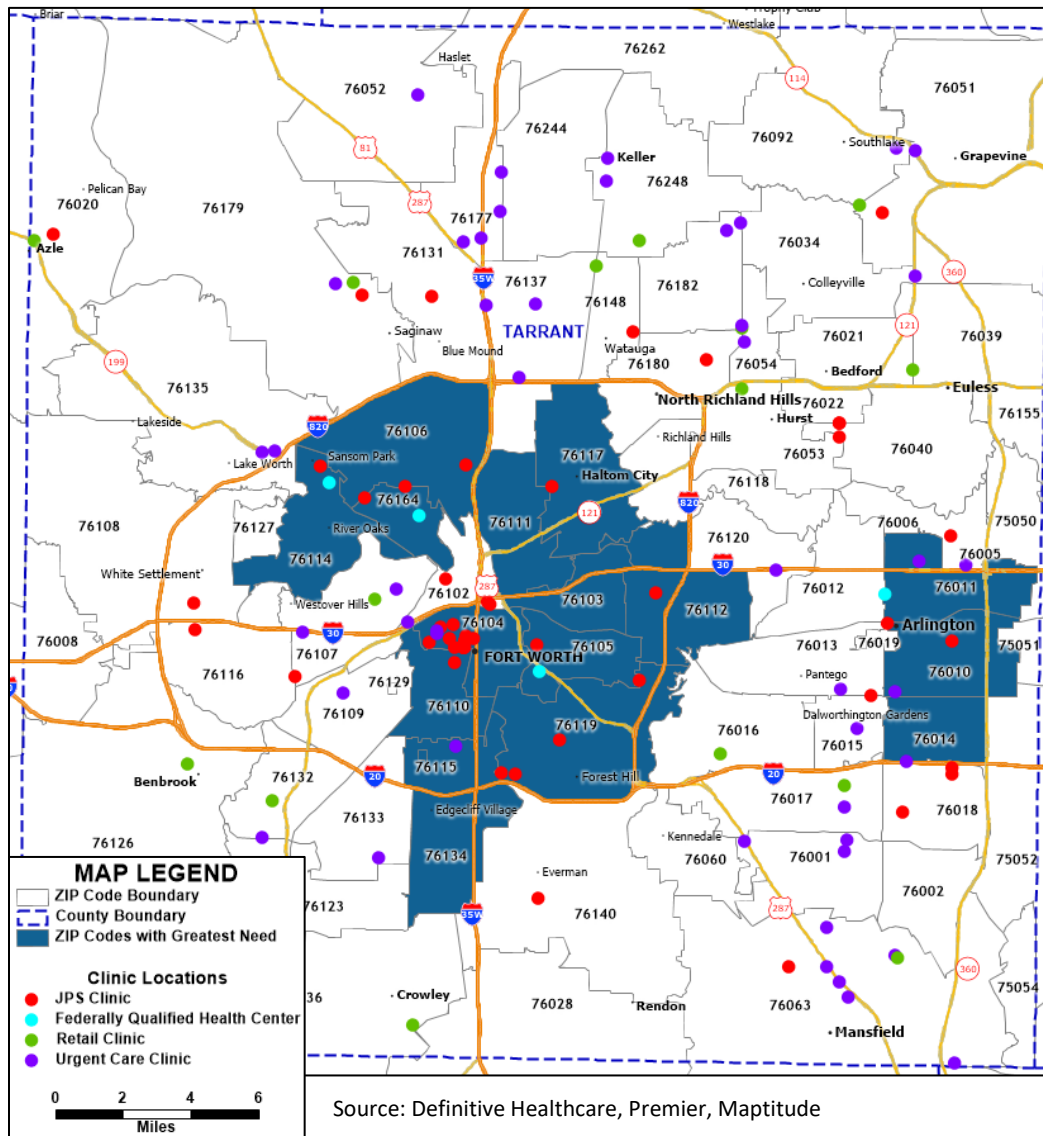 Briar
Trophy Club
Westlake
Haslet
76262
76052
76051
114
76244
76092
81
Southlake
Keller
Grapevine
Pelican Bay
76248
76020
76179
287
76177
76034
Azle
76131
35W
76137
360
76182
Colleyville
76148
121
Saginaw
TARRANT
76021
76039
Blue Mound
Watauga
199
76180
76054
Bedford
76135
Euless
North Richland Hills
76022
76155
Lakeside
Hurst
820
76106
Richland Hills
76117
76040
Lake Worth
Sansom Park
76053
Haltom City
76118
76164
820
121
76108
76127
River Oaks
76111
75050
76006
76120
76005
76114
30
White Settlement
76102
287
76011
76012
Westover Hills
76103
76112
76104
Arlington
30
76008
76107
76105
76013
76019
75051
FORT WORTH
76116
76129
Pantego
76010
76109
76110
Dalworthington Gardens
76119
76016
76015
76014
76115
20
Forest Hill
20
Benbrook
76132
76017
Edgecliff Village
76018
76133
Kennedale
76126
76134
76060
76001
75052
MAP LEGEND
Everman
76002
ZIP Code Boundary
County Boundary
76123
76140
287
35W
ZIP Codes with Greatest Need
Clinic Locations
360
75054
JPS Clinic
36
Crowley
76028
Rendon
76063
Federally Qualified Health Center
Retail Clinic
Mansfield
Urgent Care Clinic
0 2 4 6
Miles
Source: Definitive Healthcare, Premier, Maptitude